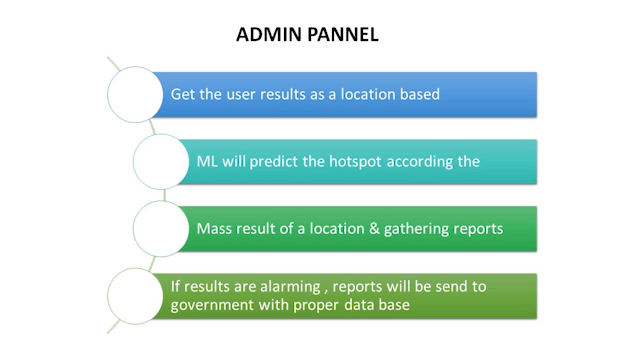 ADMIN PANNEL
Get the user results as a location based
ML will predict the hotspot according the
Mass result of a location & gathering reports
If results are alarming , reports will be send to
government with proper data base